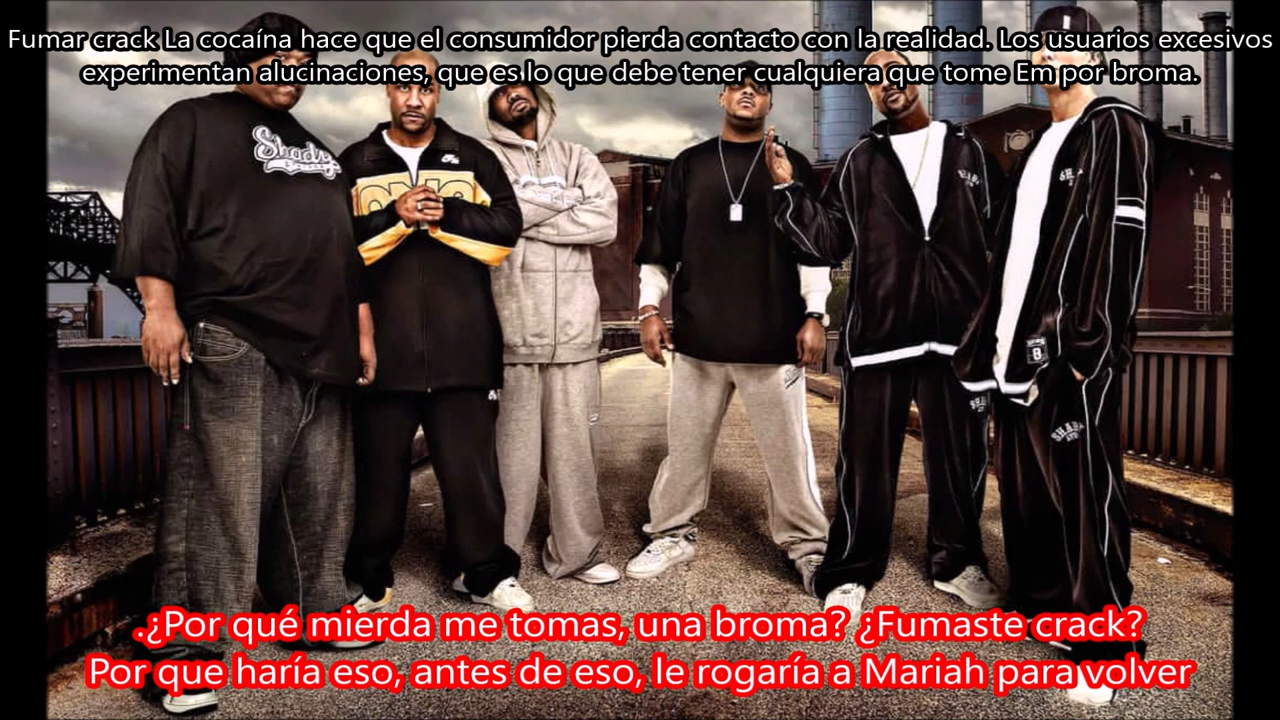 Fumar crack La cocaína hace que el consumidor pierda contacto con la realidad. Los usuarios excesivos
experimentan alucinaciones, que es lo que debe tener cualquiera que tome Em por broma.
Shady
.¿Por qué mierda me tomas, una broma? ¿Fumaste crack?
Por que haría eso, antes de eso, le rogaría a Mariah para volver